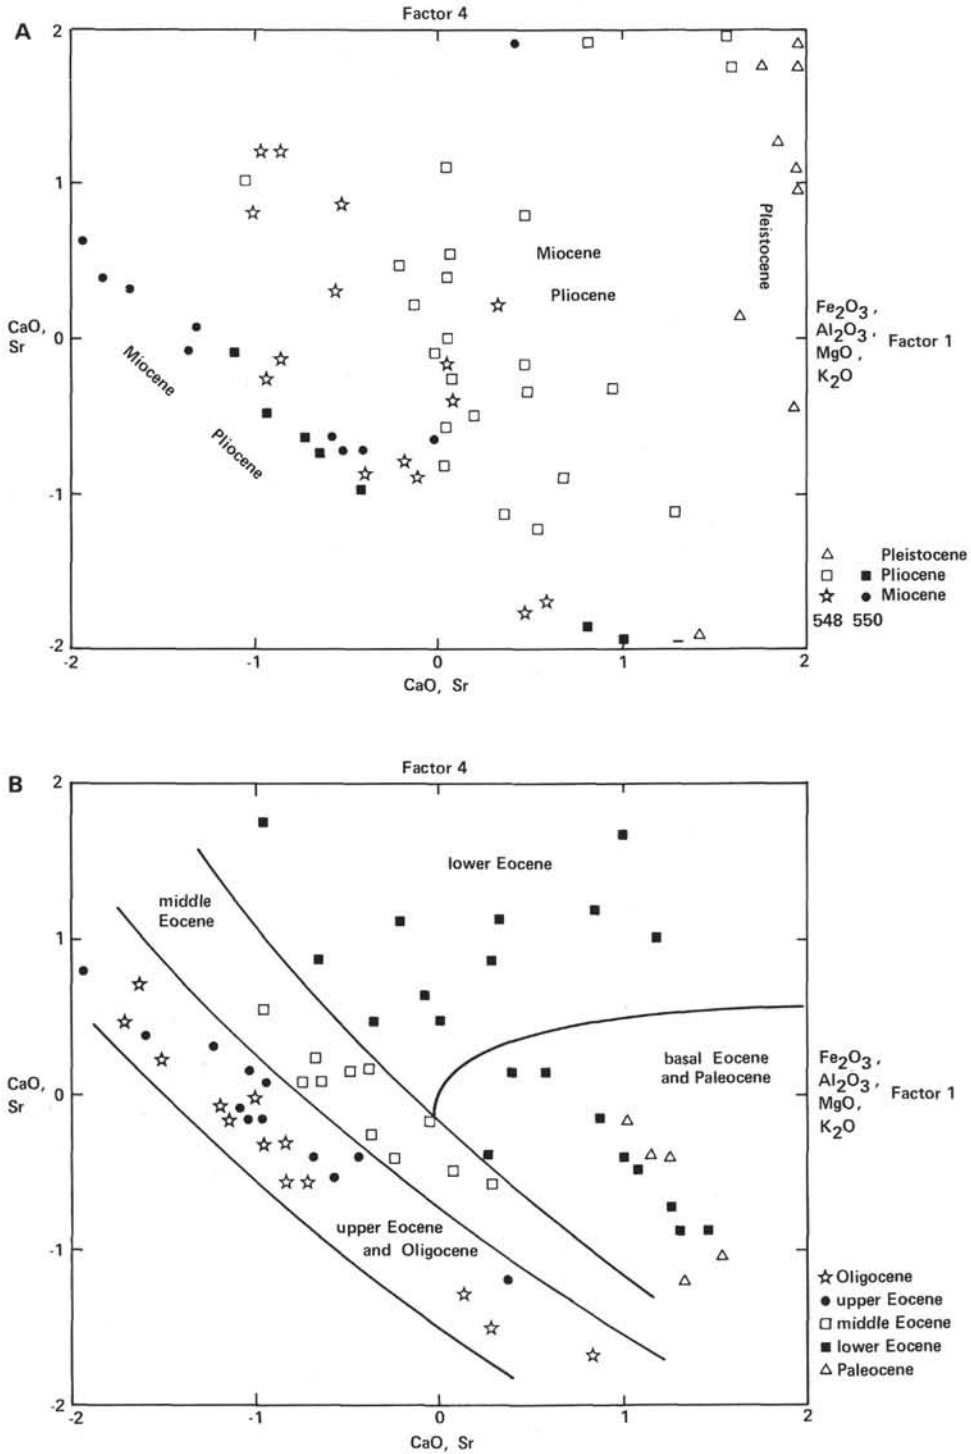 A
Factor 4
2
1
0
-1
-2
CaO,
Sr
Miocene
Pliocene
Miocene
Pliocene
Pleistocene
Fe2O3,
Al2O3,
MgO,
K2O
Factor 1
△ Pleistocene
□ ■ Pliocene
☆ ● Miocene
548 550
-2 -1 0 1 2
CaO, Sr
B
Factor 4
2
1
0
-1
-2
CaO,
Sr
middle
Eocene
lower Eocene
basal Eocene
and Paleocene
upper Eocene
and Oligocene
Fe2O3,
Al2O3,
MgO,
K2O
Factor 1
☆ Oligocene
● upper Eocene
□ middle Eocene
■ lower Eocene
△ Paleocene
-2 -1 0 1 2
CaO, Sr